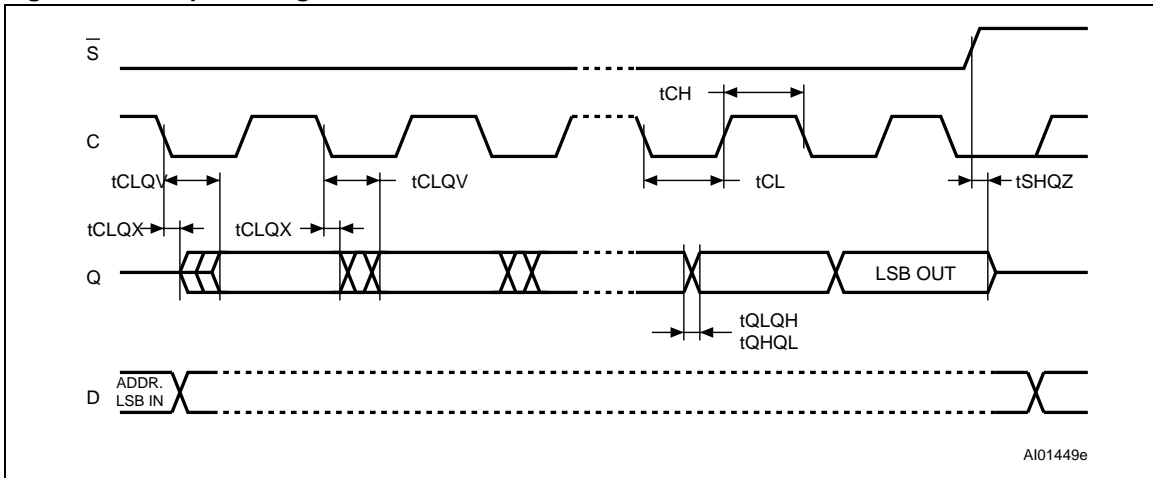 S
tCH
C
tCLQV
tCLQV
tCL
tSHQZ
tCLQX
tCLQX
Q
LSB OUT
tQLQH
tQHQL
D
ADDR.
LSB IN
AI01449e